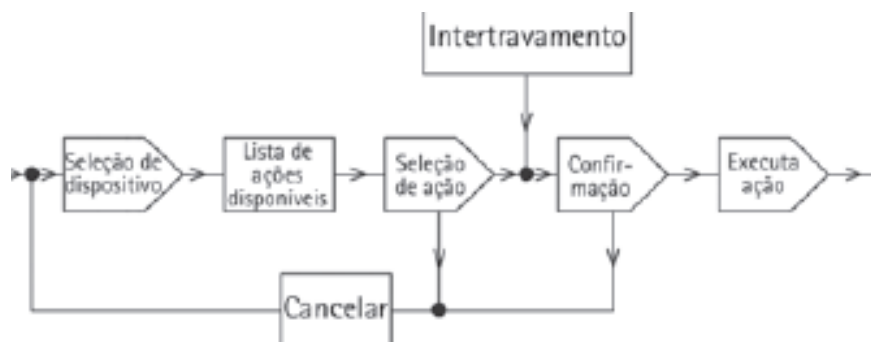 Intertravamento
Seleção de
dispositivo
Lista de
ações
disponíveis
Seleção
de ação
Confir-
mação
Executa
ação
Cancelar